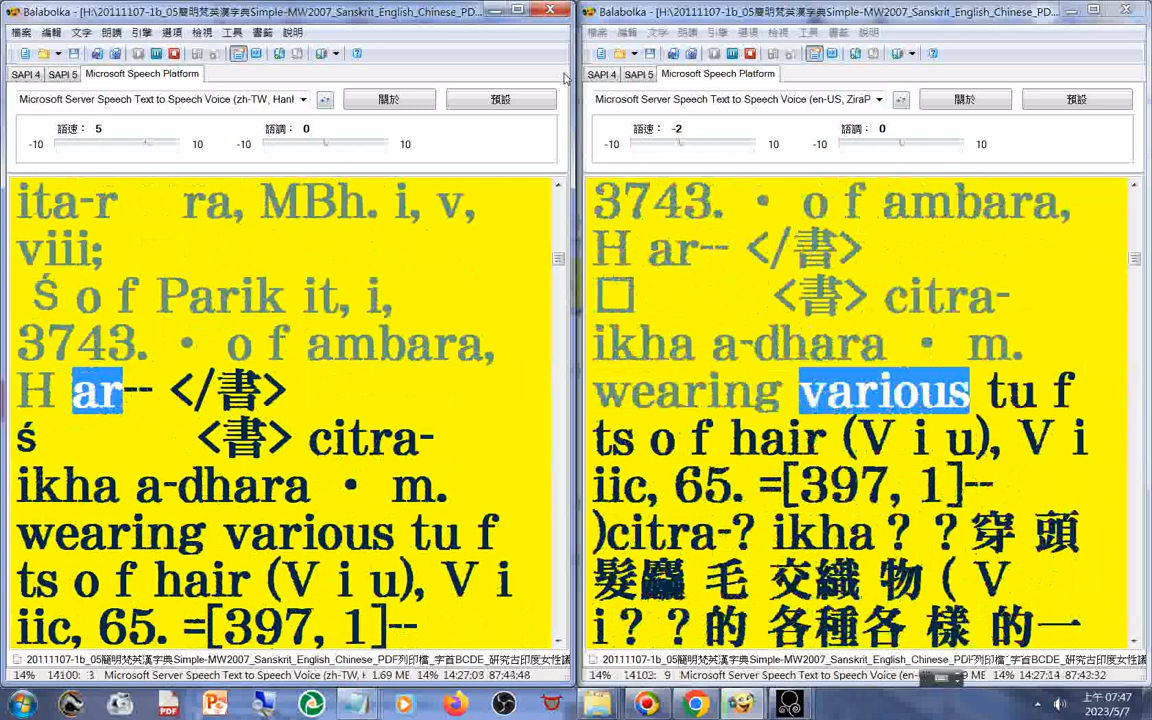 Balabolka - [H:\20111107-1b_05簡明梵英漢字典Simple-MW2007_Sanskrit_English_Chinese_PD...
檔案 編輯 文字 朗讀 引擎 選項 檢視 工具 書籤 說明
SAPI 4 SAPI 5 Microsoft Speech Platform
Microsoft Server Speech Text to Speech Voice (zh-TW, Hanl 關於 預設
語速： 5 語調： 0
-10 10 -10 10
ita-r ra, MBh. i, v,
viii;
Ś o f Parik it, i,
3743. • o f ambara,
H ar-- </書>
ś <書> citra-
ikha a-dhara • m.
wearing various tu f
ts o f hair (V i u), V i
iic, 65. =[397, 1]--
20111107-1b_05簡明梵英漢字典Simple-MW2007_Sanskrit_English_Chinese_PDF列印檔_字首BCDE_研究古印度女性議
14% 14109: 3 Microsoft Server Speech Text to Speech Voice (zh-TW, 1.69 MB 14% 14:27:03 87:44:48
Balabolka - [H:\20111107-1b_05簡明梵英漢字典Simple-MW2007_Sanskrit_English_Chinese_PD...
檔案 編輯 文字 朗讀 引擎 選項 檢視 工具 書籤 說明
SAPI 4 SAPI 5 Microsoft Speech Platform
Microsoft Server Speech Text to Speech Voice (en-US, ZiraP 關於 預設
語速： -2 語調： 0
-10 10 -10 10
3743. • o f ambara,
H ar-- </書>
□ <書> citra-
ikha a-dhara • m.
wearing various tu f
ts o f hair (V i u), V i
iic, 65. =[397, 1]--
)citra-? ikha ? ? 穿 頭
髮 毛 交織 物 ( V
i ? ? 的 各種各 樣 的一
20111107-1b_05簡明梵英漢字典Simple-MW2007_Sanskrit_English_Chinese_PDF列印檔_字首BCDE_研究古印度女性議
14% 14102: 9 Microsoft Server Speech Text to Speech Voice (en- 9 MB 14% 14:27:14 87:43:32
上午 07:47
2023/5/7